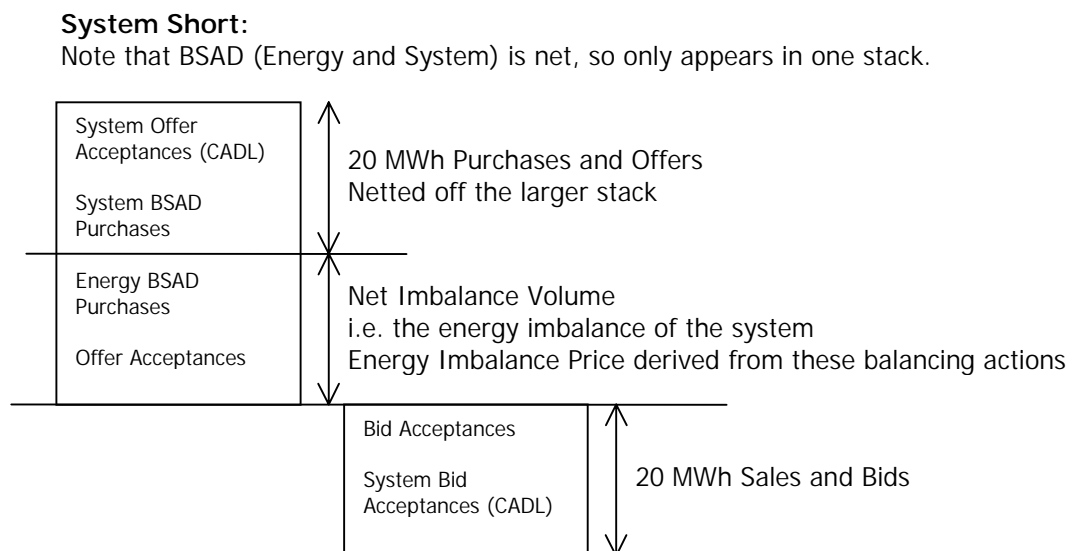 System Short:
Note that BSAD (Energy and System) is net, so only appears in one stack.
System Offer
Acceptances (CADL)
System BSAD
Purchases
20 MWh Purchases and Offers
Netted off the larger stack
Energy BSAD
Purchases
Offer Acceptances
Net Imbalance Volume
i.e. the energy imbalance of the system
Energy Imbalance Price derived from these balancing actions
Bid Acceptances
System Bid
Acceptances (CADL)
20 MWh Sales and Bids